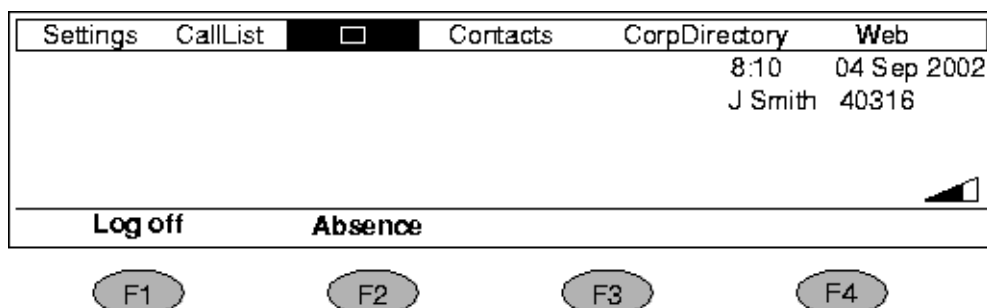 Settings CallList Contacts CorpDirectory Web
8:10 04 Sep 2002
J Smith 40316
Log off Absence
F1 F2 F3 F4